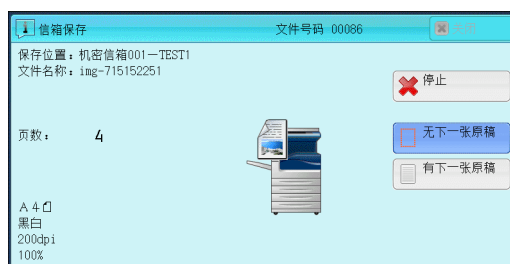 信箱保存 文件号码 00086
保存位置：机密信箱001－TEST1
文件名称：img-715152251
停止
页数： 4
无下一张原稿
有下一张原稿
A4
黑白
200dpi
100%